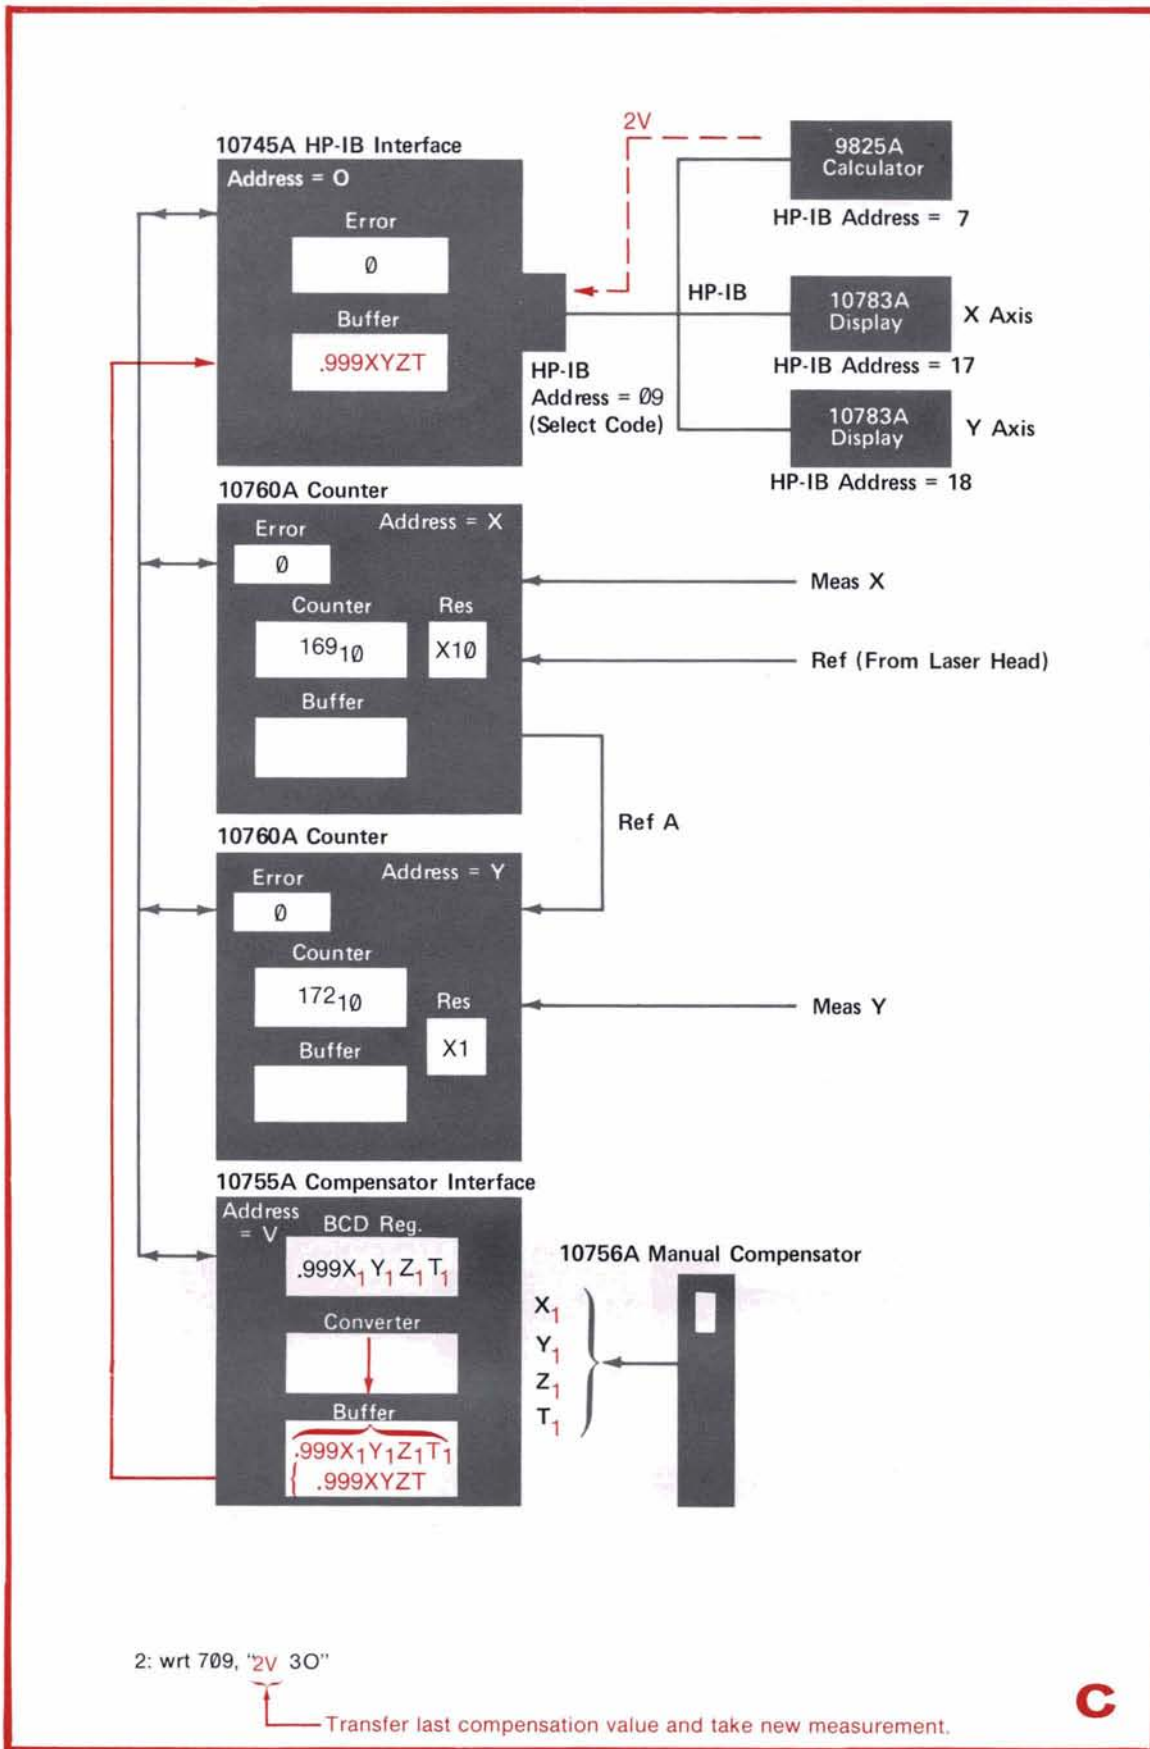 2V
10745A HP-IB Interface
Address = O
Error
Ø
Buffer
.999XYZT
9825A
Calculator
HP-IB Address = 7
HP-IB
10783A
Display
X Axis
HP-IB Address = 17
HP-IB
Address = Ø9
(Select Code)
10783A
Display
Y Axis
HP-IB Address = 18
10760A Counter
Address = X
Error
Ø
Counter
169₁Ø
Res
X1Ø
Buffer
Meas X
Ref (From Laser Head)
Ref A
10760A Counter
Address = Y
Error
Ø
Counter
172₁Ø
Res
X1
Buffer
Meas Y
10755A Compensator Interface
Address
= V
BCD Reg.
.999X₁Y₁Z₁T₁
Converter
Buffer
.999X₁Y₁Z₁T₁
.999XYZT
10756A Manual Compensator
X₁
Y₁
Z₁
T₁
2: wrt 7Ø9, "2V 3O"
Transfer last compensation value and take new measurement.
C